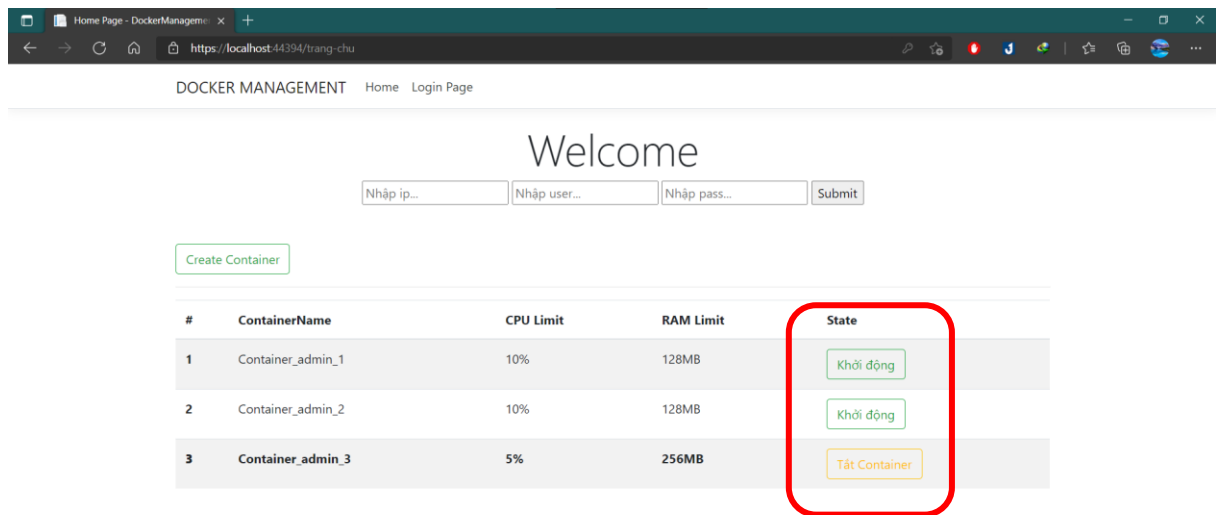 Home Page - DockerManageme
https://localhost:44394/trang-chu
DOCKER MANAGEMENT Home Login Page
Welcome
Nhập ip... Nhập user... Nhập pass... Submit
Create Container
# ContainerName CPU Limit RAM Limit State
1 Container_admin_1 10% 128MB Khởi động
2 Container_admin_2 10% 128MB Khởi động
3 Container_admin_3 5% 256MB Tắt Container